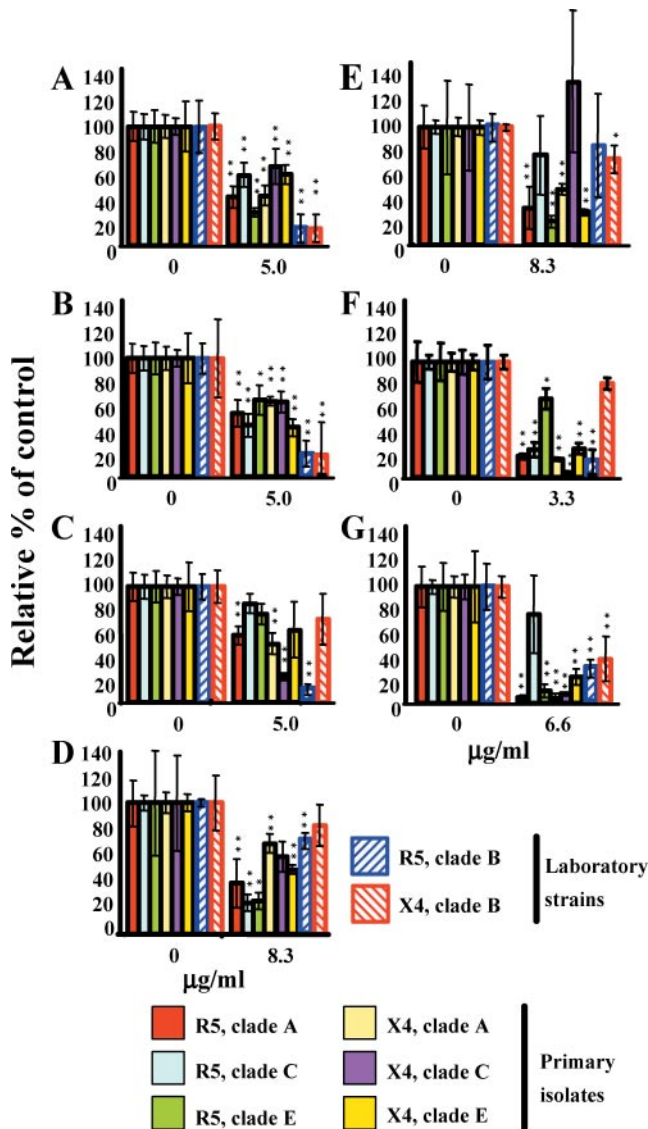 Relative % of control
A
140
120
100
80
60
40
20
0
** ** ** ** ** ** ** **
0 5.0
B
140
120
100
80
60
40
20
0
** ** * ** ** ** ** **
0 5.0
C
140
120
100
80
60
40
20
0
** ** ** **
0 5.0
D
140
120
100
80
60
40
20
0
** * * ** ** **
0 8.3
µg/ml
E
140
120
100
80
60
40
20
0
** ** ** ** *
0 8.3
F
140
120
100
80
60
40
20
0
** ** * ** ** ** **
0 3.3
G
140
120
100
80
60
40
20
0
** ** ** ** ** ** **
0 6.6
µg/ml
R5, clade B
X4, clade B
Laboratory
strains
R5, clade A
R5, clade C
R5, clade E
X4, clade A
X4, clade C
X4, clade E
Primary
isolates